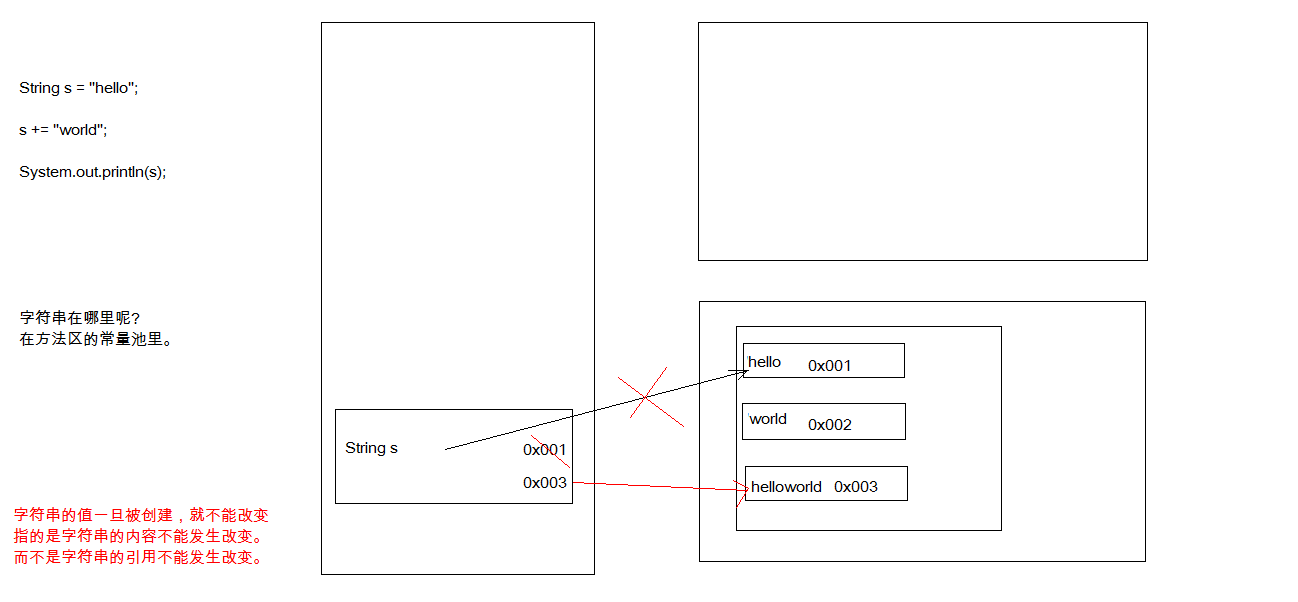 String s = "hello";
s += "world";
System.out.println(s);
字符串在哪里呢?
在方法区的常量池里。
字符串的值一旦被创建，就不能改变
指的是字符串的内容不能发生改变。
而不是字符串的引用不能发生改变。
String s
0x001
0x003
hello 0x001
world 0x002
helloworld 0x003